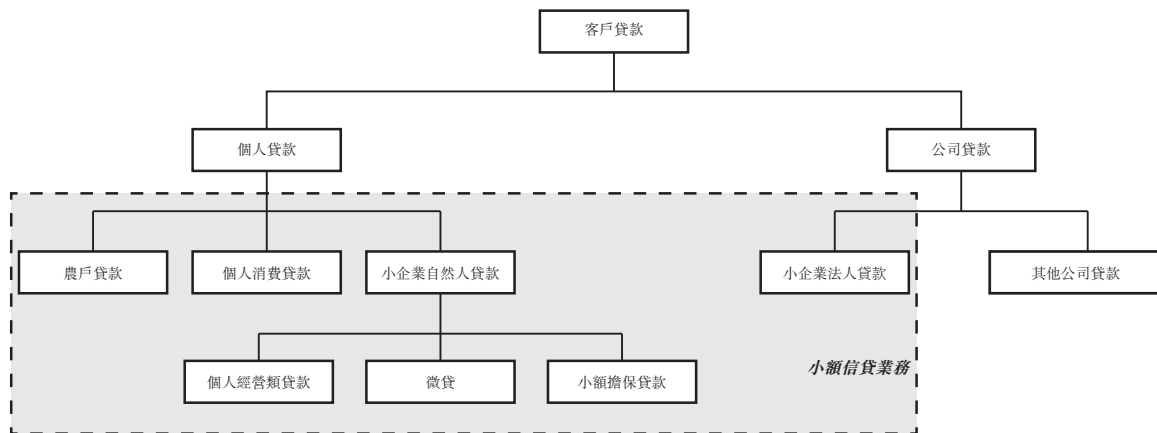 客戶貸款
個人貸款
公司貸款
農戶貸款
個人消費貸款
小企業自然人貸款
小企業法人貸款
其他公司貸款
個人經營類貸款
微貸
小額擔保貸款
小額信貸業務